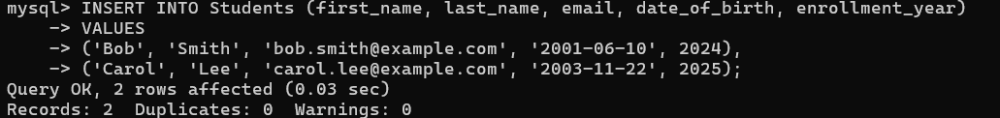 mysql> INSERT INTO Students (first_name, last_name, email, date_of_birth, enrollment_year)
    -> VALUES
    -> ('Bob', 'Smith', 'bob.smith@example.com', '2001-06-10', 2024),
    -> ('Carol', 'Lee', 'carol.lee@example.com', '2003-11-22', 2025);
Query OK, 2 rows affected (0.03 sec)
Records: 2  Duplicates: 0  Warnings: 0